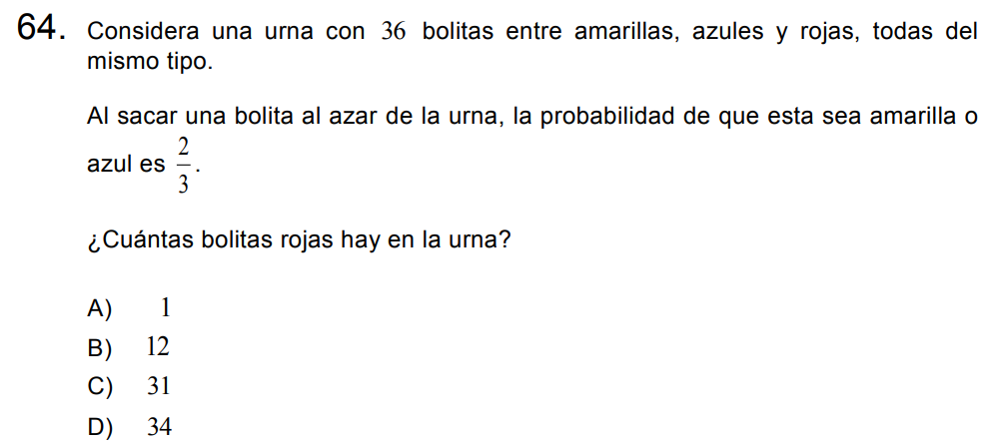 64. Considera una urna con 36 bolitas entre amarillas, azules y rojas, todas del
mismo tipo.
Al sacar una bolita al azar de la urna, la probabilidad de que esta sea amarilla o
azul es 2/3.
¿Cuántas bolitas rojas hay en la urna?
A) 1
B) 12
C) 31
D) 34